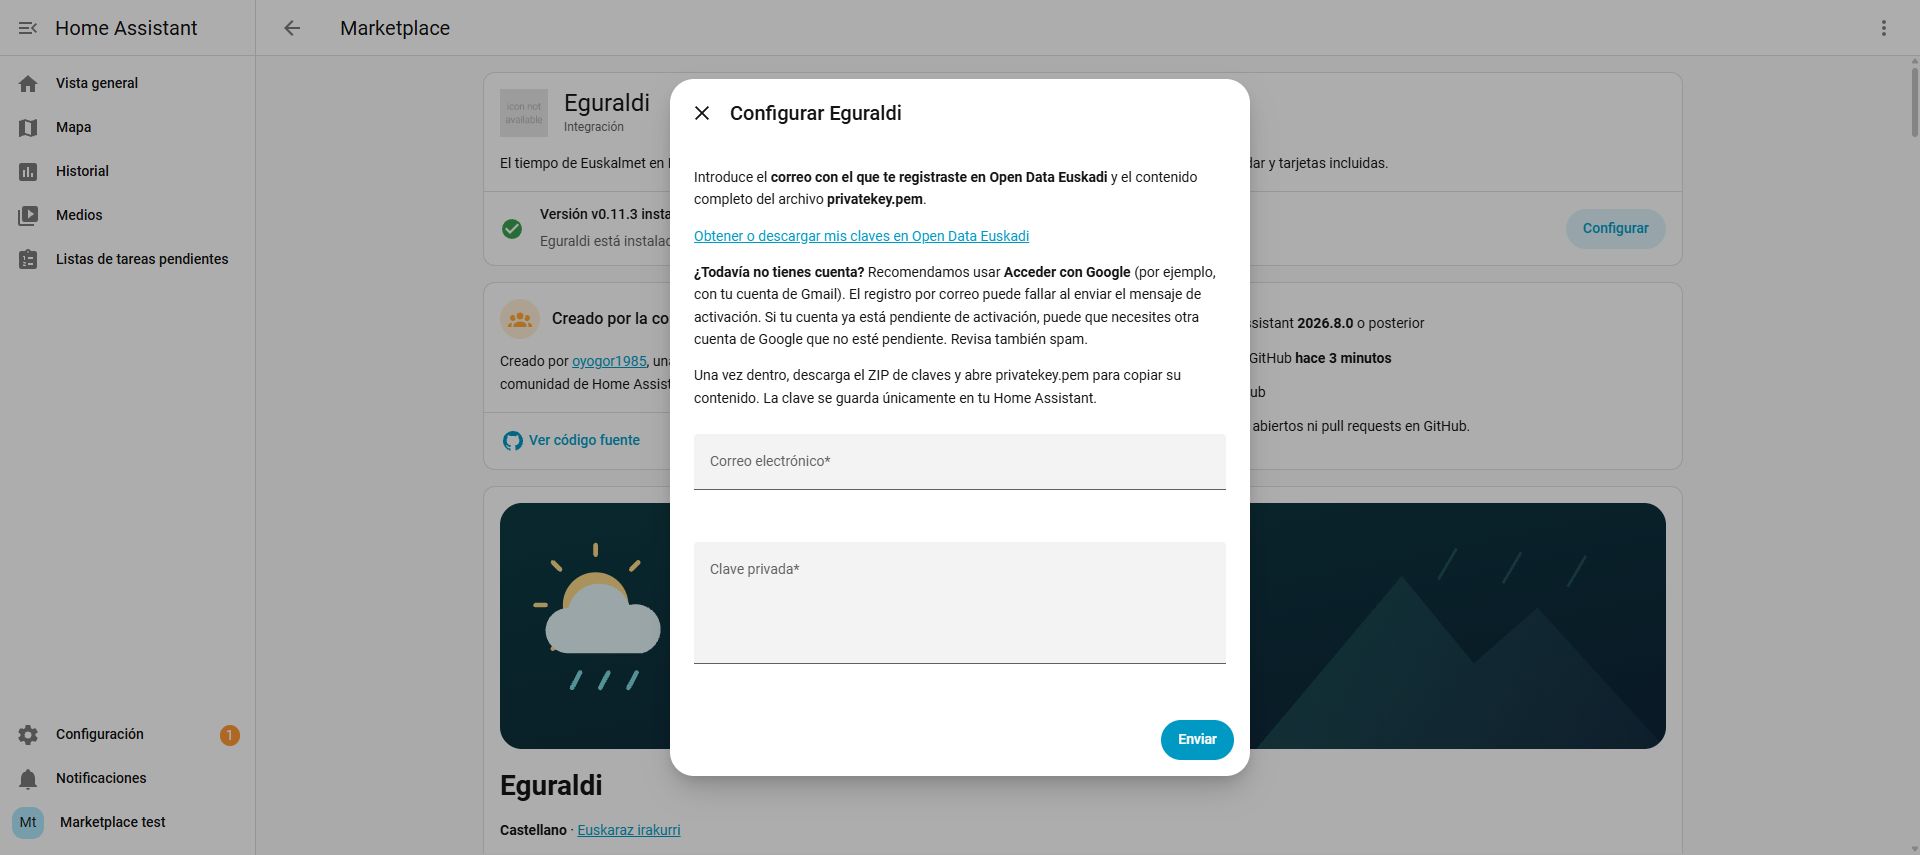 Home Assistant
Marketplace
Vista general
Mapa
Historial
Medios
Listas de tareas pendientes
Configuración
1
Notificaciones
Mt
Marketplace test
icon not
available
Eguraldi
Integración
El tiempo de Euskalmet en
dar y tarjetas incluidas.
Versión v0.11.3 insta
Eguraldi está instalac
Configurar
Creado por la co
Creado por oyogor1985, una
comunidad de Home Assist
Ver código fuente
ssistant 2026.8.0 o posterior
GitHub hace 3 minutos
ub
abiertos ni pull requests en GitHub.
Configurar Eguraldi
Introduce el correo con el que te registraste en Open Data Euskadi y el contenido
completo del archivo privatekey.pem.
Obtener o descargar mis claves en Open Data Euskadi
¿Todavía no tienes cuenta? Recomendamos usar Acceder con Google (por ejemplo,
con tu cuenta de Gmail). El registro por correo puede fallar al enviar el mensaje de
activación. Si tu cuenta ya está pendiente de activación, puede que necesites otra
cuenta de Google que no esté pendiente. Revisa también spam.
Una vez dentro, descarga el ZIP de claves y abre privatekey.pem para copiar su
contenido. La clave se guarda únicamente en tu Home Assistant.
Correo electrónico*
Clave privada*
Enviar
Eguraldi
Castellano · Euskaraz irakurri